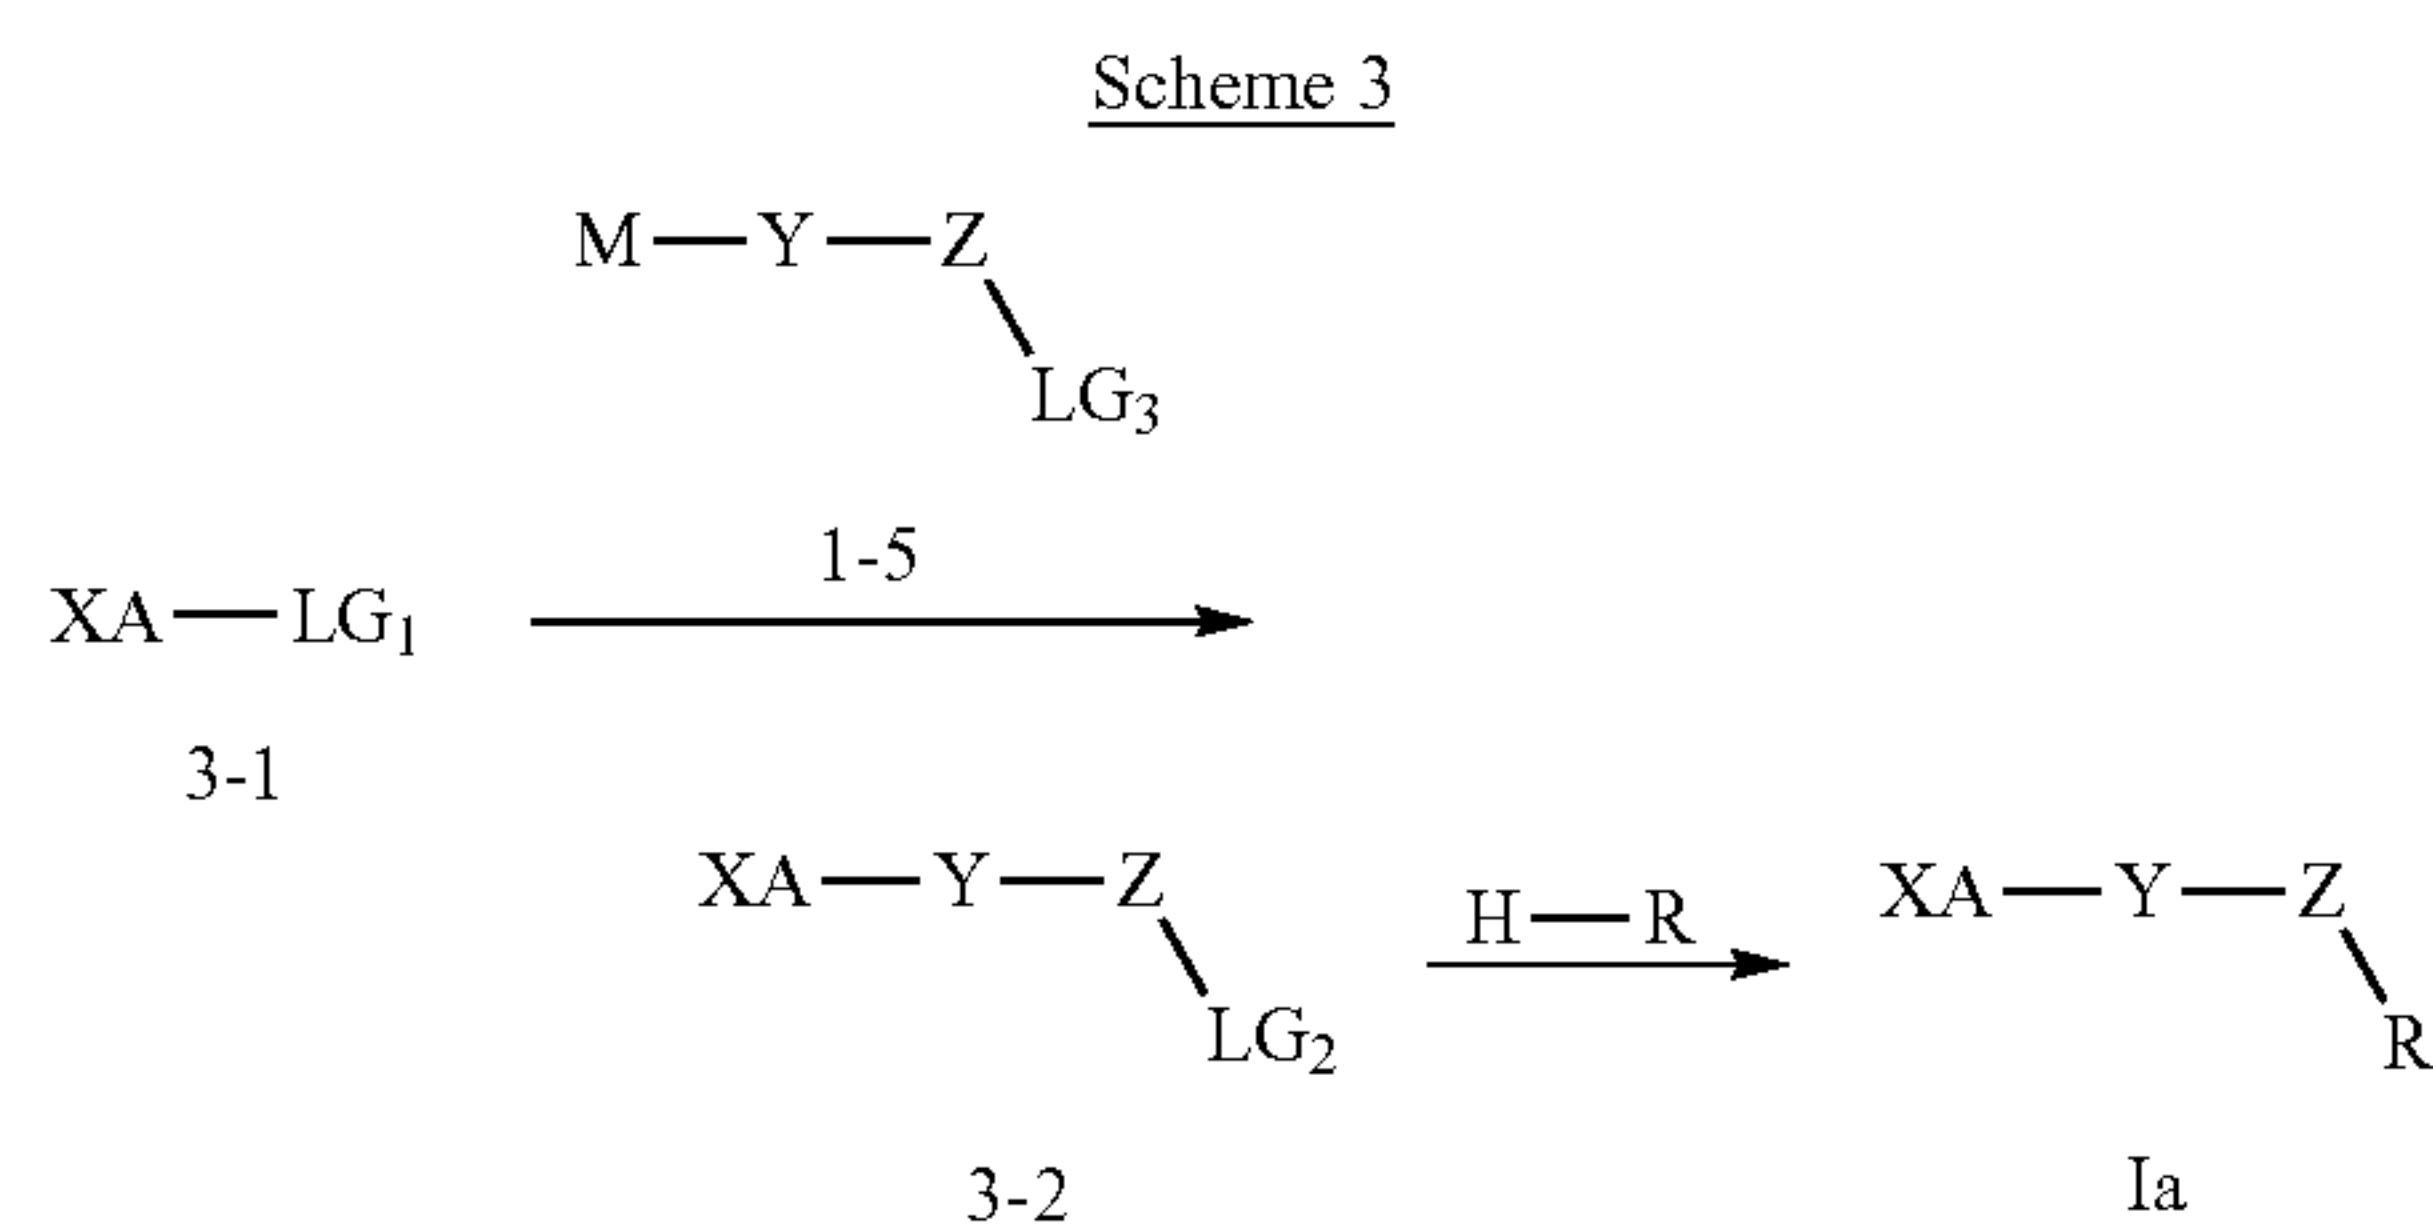 Scheme 3
M—Y—Z
LG₃
1-5
XA—LG₁
3-1
XA—Y—Z
LG₂
3-2
H—R
XA—Y—Z
R
Ia